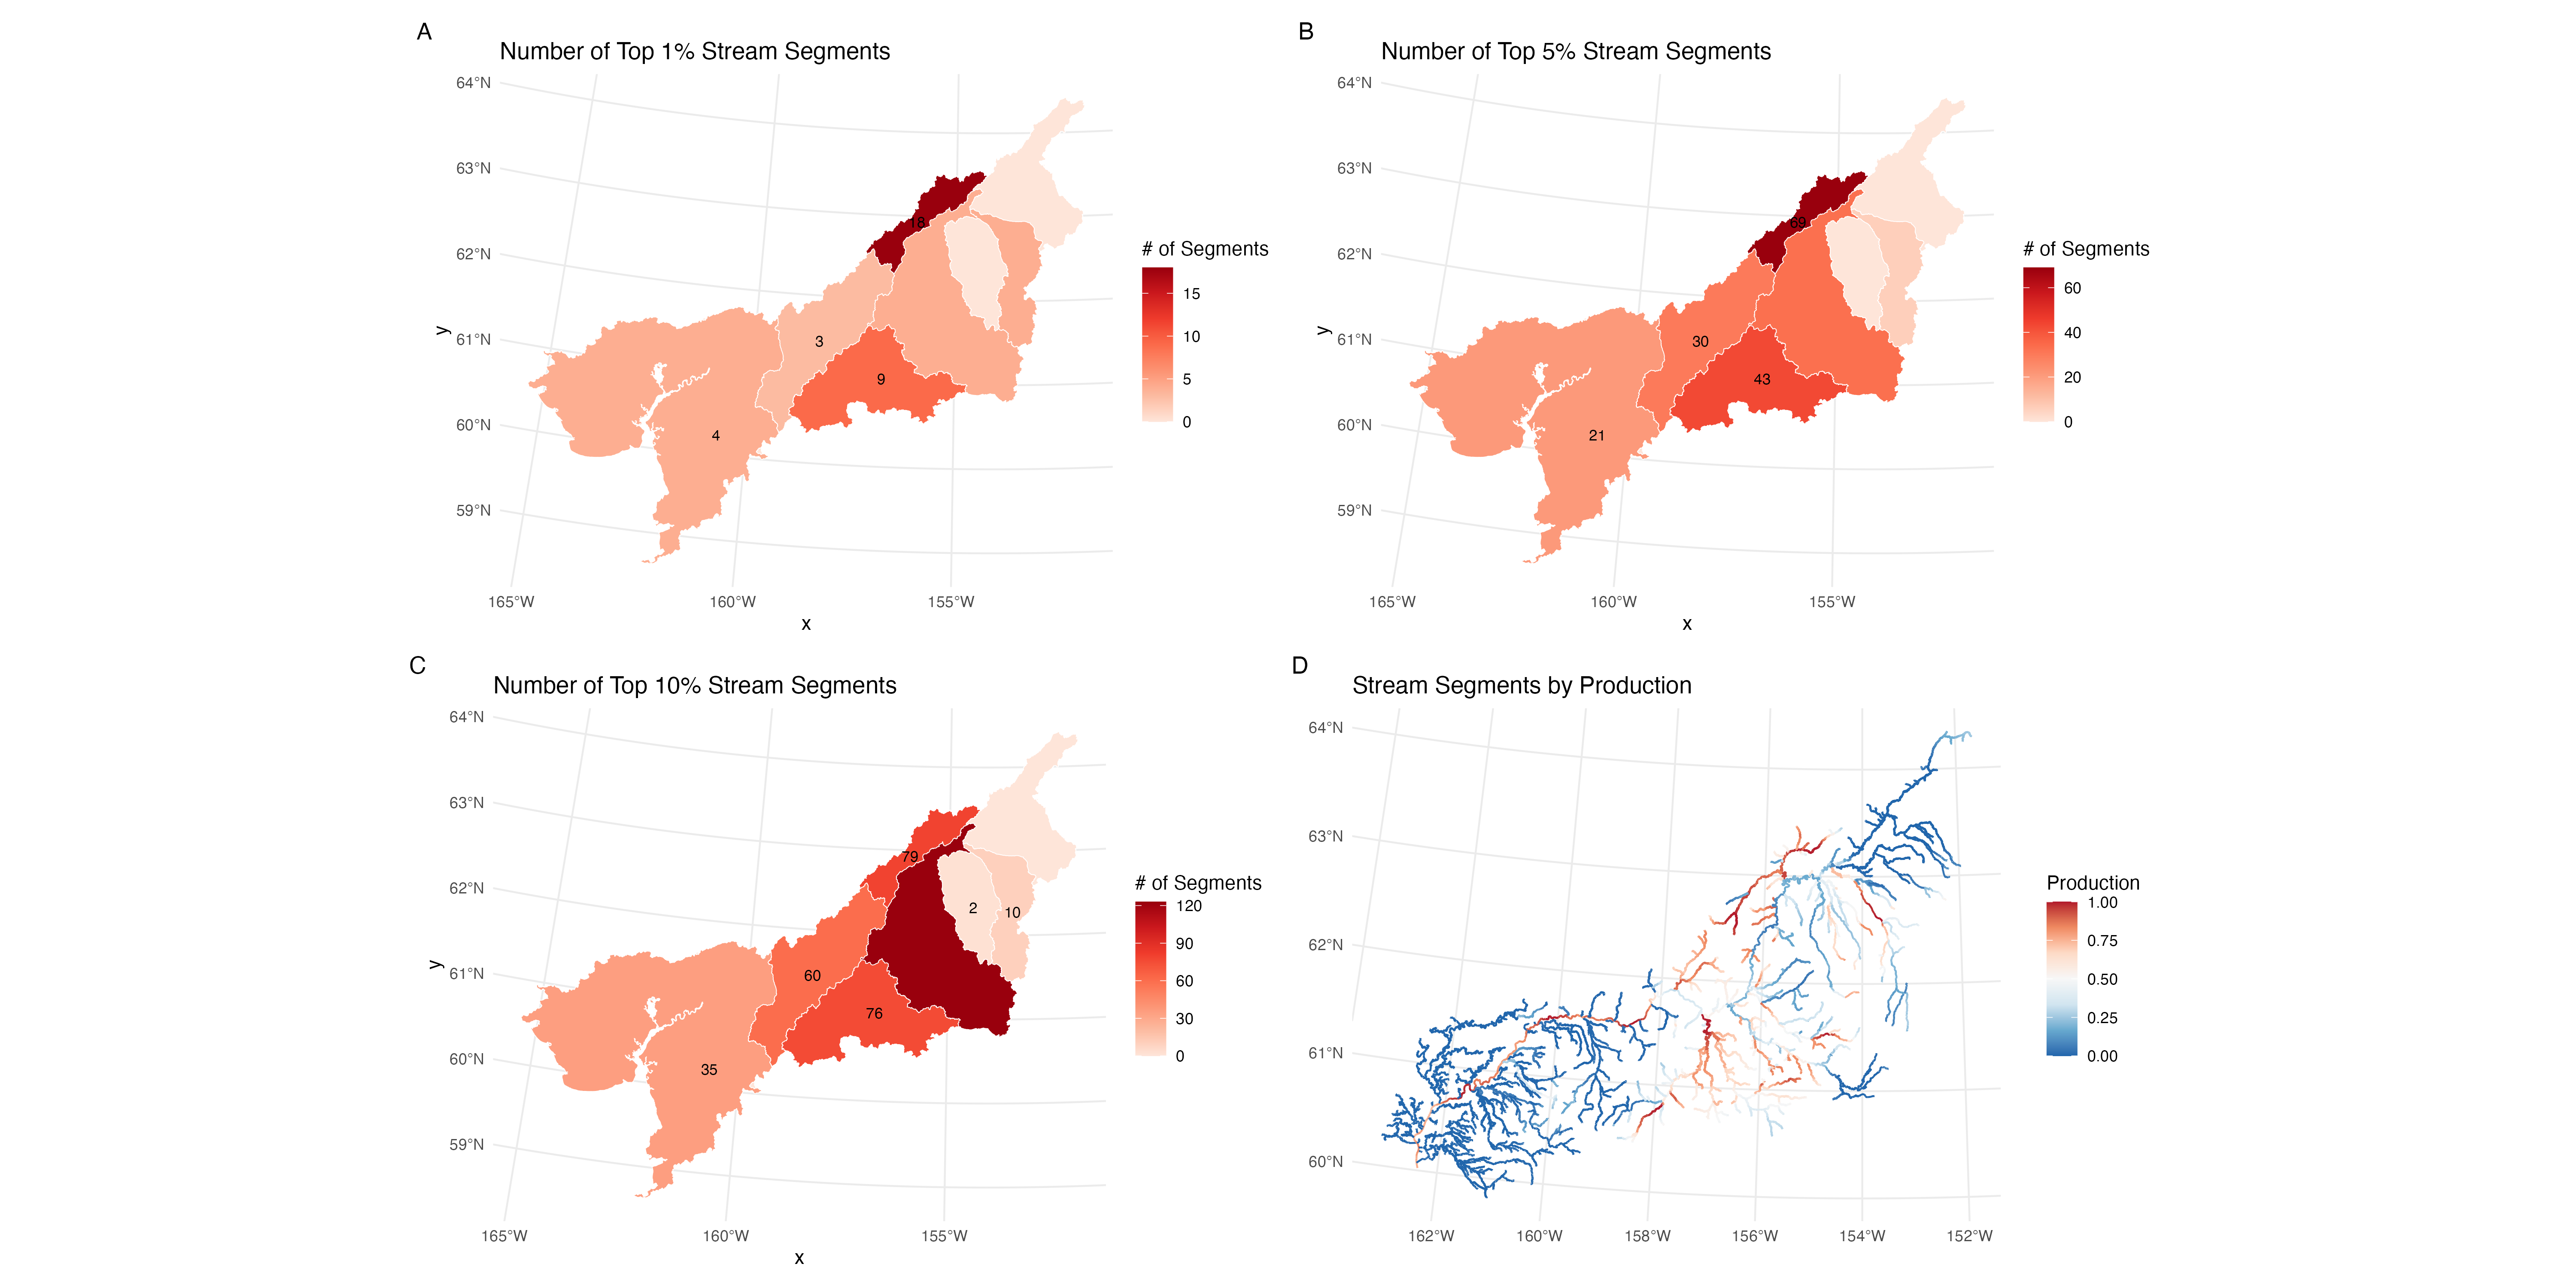 A
Number of Top 1% Stream Segments
64°N
63°N
62°N
61°N
60°N
59°N
y
18
3
9
4
165°W 160°W 155°W
x
# of Segments
15
10
5
0
B
Number of Top 5% Stream Segments
64°N
63°N
62°N
61°N
60°N
59°N
y
69
30
43
21
165°W 160°W 155°W
x
# of Segments
60
40
20
0
C
Number of Top 10% Stream Segments
64°N
63°N
62°N
61°N
60°N
59°N
y
79
2
10
60
76
35
165°W 160°W 155°W
x
# of Segments
120
90
60
30
0
D
Stream Segments by Production
64°N
63°N
62°N
61°N
60°N
162°W 160°W 158°W 156°W 154°W 152°W
Production
1.00
0.75
0.50
0.25
0.00